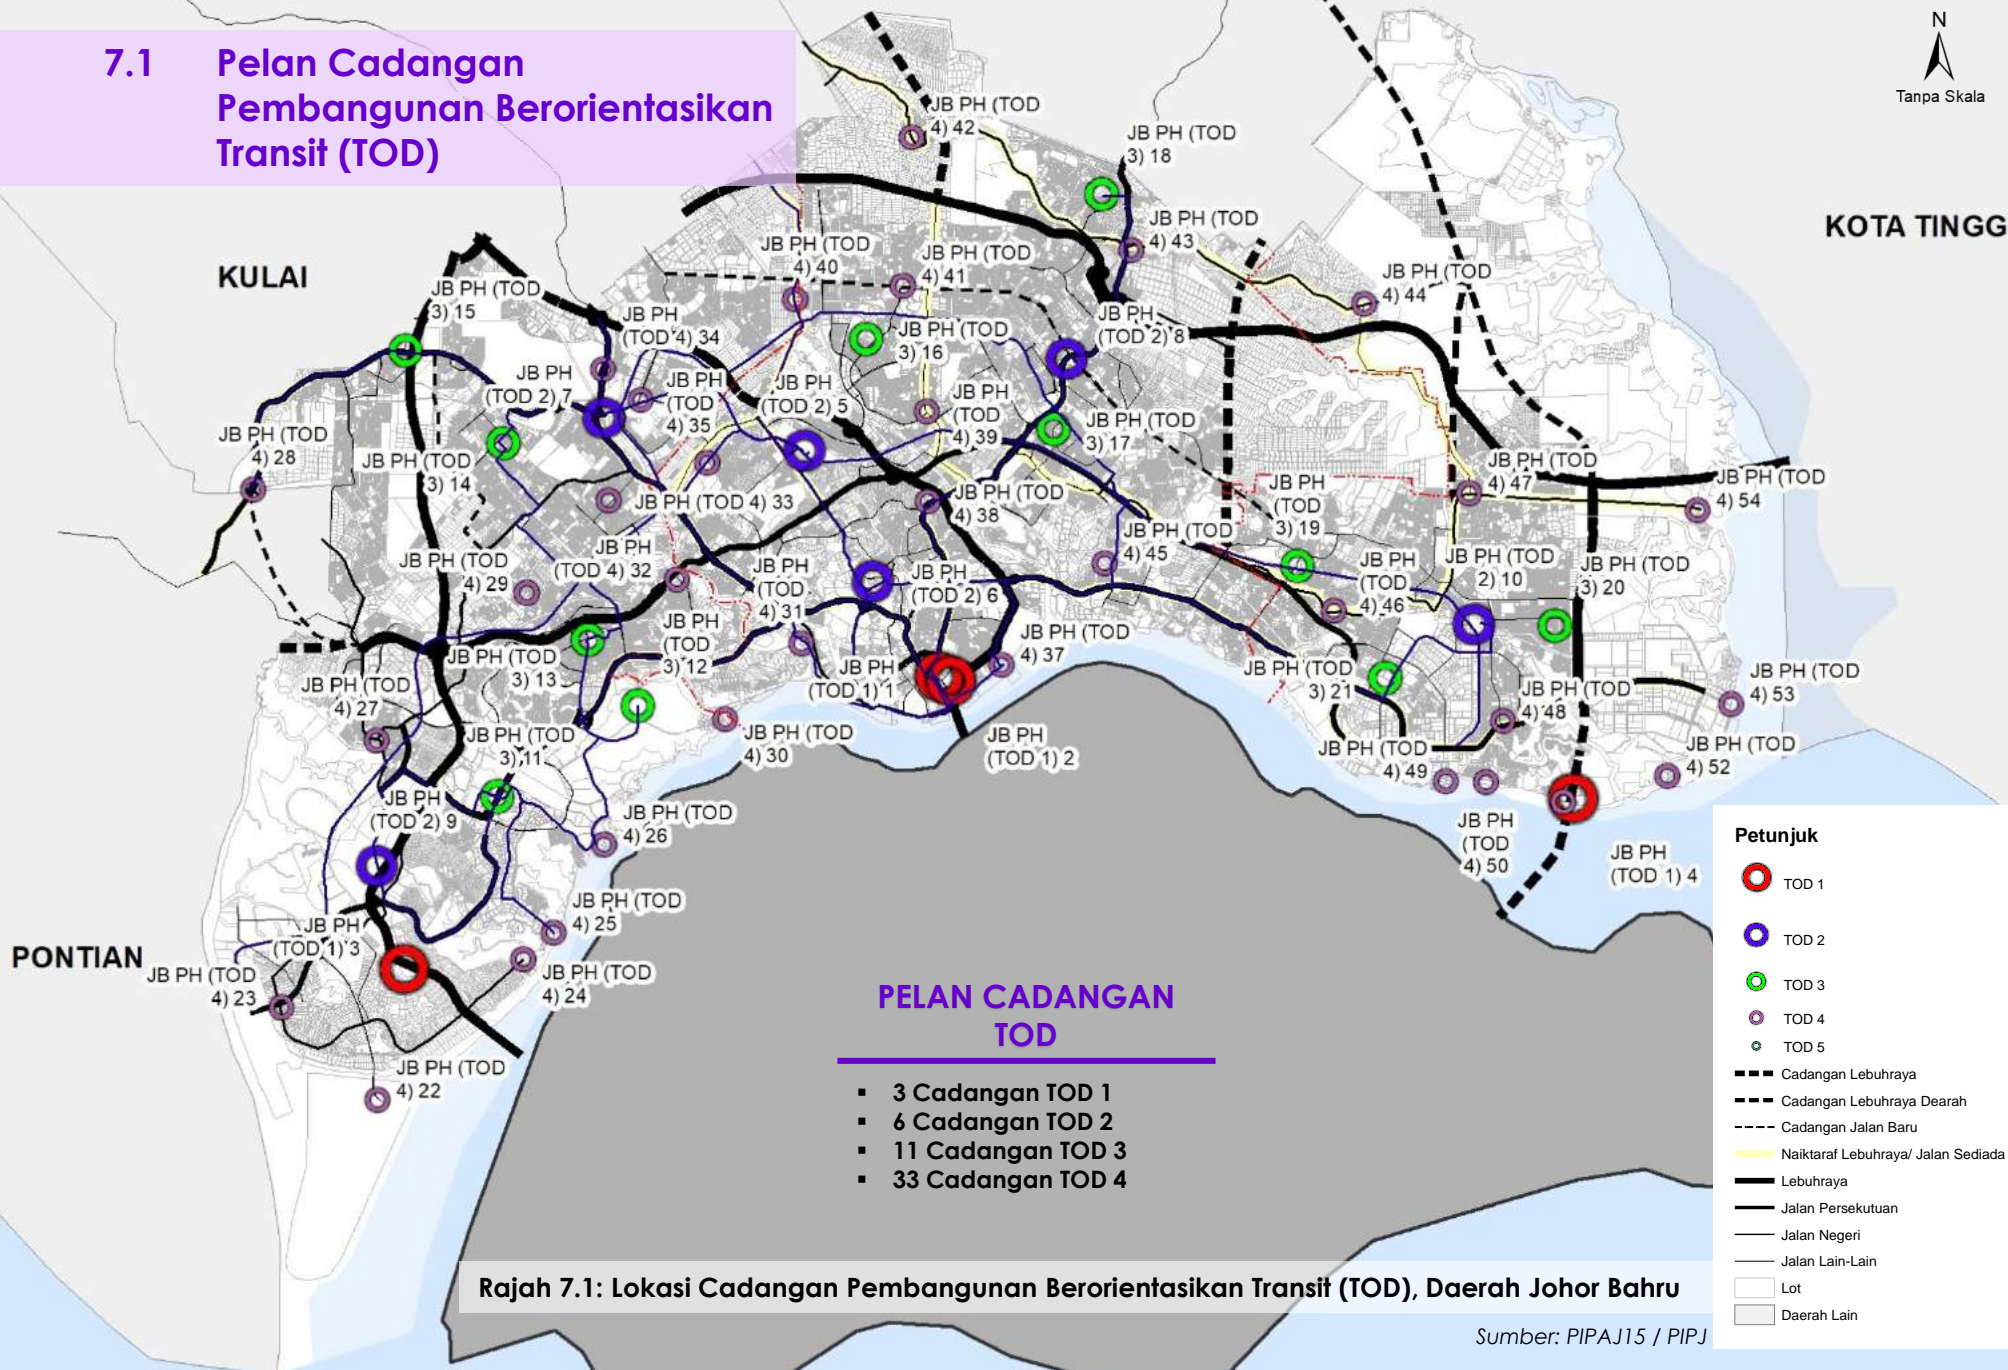 7.1 Pelan Cadangan
Pembangunan Berorientasikan
Transit (TOD)
N
Tanpa Skala
KOTA TINGG
KULAI
PONTIAN
JB PH (TOD
4) 42
JB PH (TOD
3) 18
JB PH (TOD
4) 43
JB PH (TOD
4) 40
JB PH (TOD
4) 41
JB PH (TOD
4) 44
JB PH (TOD
3) 15
JB PH
(TOD 4) 34
JB PH (TOD
3) 16
JB PH
(TOD 2) 8
JB PH
(TOD 2) 7
JB PH
(TOD
4) 35
JB PH
(TOD 2) 5
JB PH
(TOD
4) 39
JB PH (TOD
3) 17
JB PH (TOD
4) 28
JB PH (TOD
3) 14
JB PH (TOD 4) 33
JB PH (TOD
4) 38
JB PH
(TOD
3) 19
JB PH (TOD
4) 47
JB PH (TOD
4) 54
JB PH (TOD
4) 29
JB PH
(TOD 4) 32
JB PH
(TOD
4) 31
JB PH
(TOD 2) 6
JB PH (TOD
4) 45
JB PH
(TOD
4) 46
JB PH (TOD
2) 10
JB PH (TOD
3) 20
JB PH (TOD
3) 13
JB PH
(TOD
3) 12
JB PH (TOD
4) 37
JB PH
(TOD 1) 1
JB PH (TOD
3) 21
JB PH (TOD
4) 48
JB PH (TOD
4) 53
JB PH (TOD
4) 27
JB PH (TOD
3) 11
JB PH (TOD
4) 30
JB PH
(TOD 1) 2
JB PH (TOD
4) 49
JB PH (TOD
4) 52
JB PH
(TOD 2) 9
JB PH (TOD
4) 26
JB PH
(TOD
4) 50
JB PH
(TOD 1) 4
JB PH (TOD
4) 25
JB PH
(TOD 1) 3
JB PH (TOD
4) 23
JB PH (TOD
4) 24
JB PH (TOD
4) 22
PELAN CADANGAN
TOD
▪ 3 Cadangan TOD 1
▪ 6 Cadangan TOD 2
▪ 11 Cadangan TOD 3
▪ 33 Cadangan TOD 4
Petunjuk
TOD 1
TOD 2
TOD 3
TOD 4
TOD 5
Cadangan Lebuhraya
Cadangan Lebuhraya Dearah
Cadangan Jalan Baru
Naiktaraf Lebuhraya/ Jalan Sediada
Lebuhraya
Jalan Persekutuan
Jalan Negeri
Jalan Lain-Lain
Lot
Daerah Lain
Rajah 7.1: Lokasi Cadangan Pembangunan Berorientasikan Transit (TOD), Daerah Johor Bahru
Sumber: PIPAJ15 / PIPJ